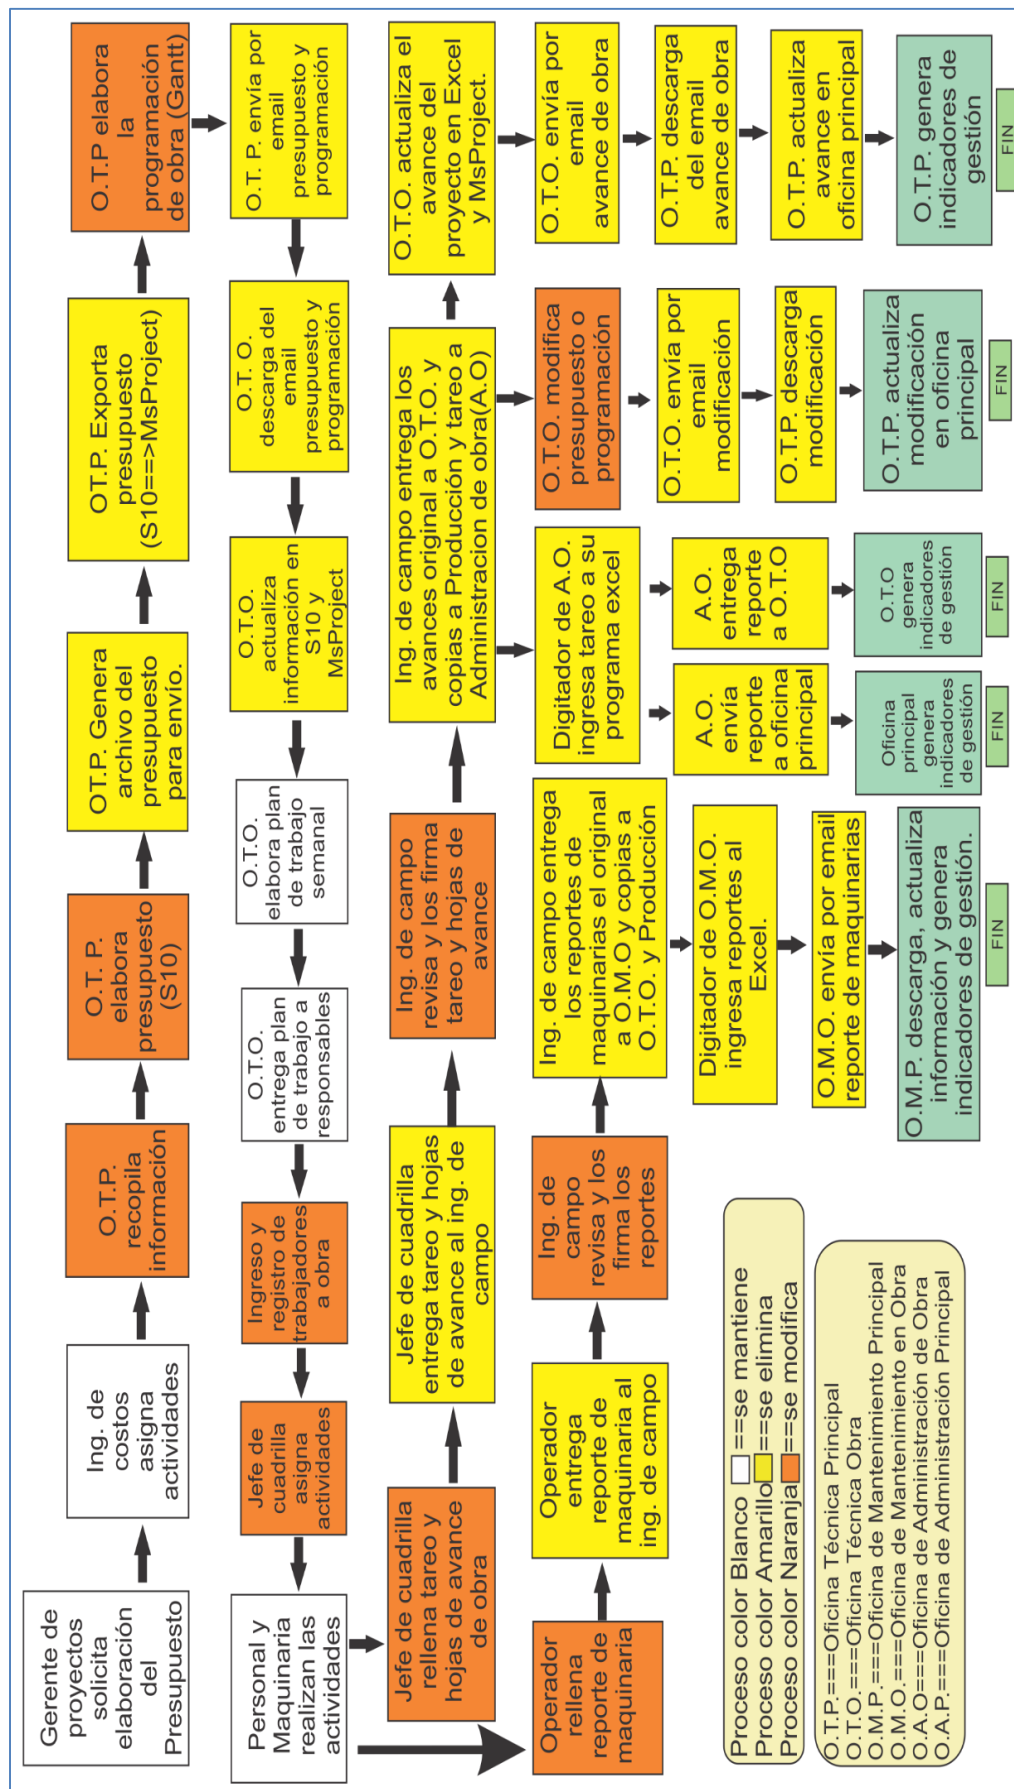 Gerente de
proyectos
solicita
elaboración
del
Presupuesto
Ing. de
costos
asigna
actividades
O.T.P.
recopila
información
O.T. P.
elabora
presupuesto
(S10)
OT.P. Genera
archivo del
presupuesto
para envío.
OT.P. Exporta
presupuesto
(S10==>MsProject)
O.T.P elabora
la
programación
de obra (Gantt)
O.T. P. envía por
email
presupuesto y
programación
O.T. O.
descarga del
email
presupuesto y
programación
O.T.O.
actualiza
información en
S10 y
MsProject
O.T.O.
elabora plan
de trabajo
semanal
O.T.O.
entrega plan
de trabajo a
responsables
Ingreso y
registro de
trabajadores
a obra
Jefe de
cuadrilla
asigna
actividades
Personal y
Maquinaria
realizan las
actividades
Jefe de cuadrilla
rellena tareo y
hojas de avance
de obra
Jefe de cuadrilla
entrega tareo y hojas
de avance al ing. de
campo
Ing. de campo
revisa y los firma
tareo y hojas de
avance
Ing. de campo entrega los
avances original a O.T.O. y
copias a Producción y tareo a
Administracion de obra(A.O)
O.T.O. actualiza el
avance del
proyecto en Excel
y MsProject.
O.T.O. envía por
email
avance de obra
O.T.P. descarga
del email
avance de obra
O.T.P. actualiza
avance en
oficina principal
O.T.P. genera
indicadores de
gestión
FIN
O.T.O. modifica
presupuesto o
programación
O.T.O. envía por
email
modificación
O.T.P. descarga
modificación
O.T.P. actualiza
modificación
en oficina
principal
FIN
Digitador de A.O.
ingresa tareo a su
programa excel
A.O.
entrega
reporte
a O.T.O
O.T.O
genera
indicadores
de gestión
FIN
A.O.
envía
reporte
a oficina
principal
Oficina
principal
genera
indicadores
de gestión
FIN
Operador
rellena
reporte de
maquinaria
Operador
entrega
reporte de
maquinaria al
ing. de campo
Ing. de
campo
revisa y los
firma los
reportes
Ing. de campo entrega
los reportes de
maquinarias el original
a O.M.O y copias a
O.T.O. y Producción
Digitador de O.M.O.
ingresa reportes al
Excel.
O.M.O. envía por email
reporte de maquinarias
O.M.P. descarga, actualiza
información y genera
indicadores de gestión.
FIN
Proceso color Blanco ===se mantiene
Proceso color Amarillo ===se elimina
Proceso color Naranja ===se modifica
O.T.P.===Oficina Técnica Principal
O.T.O.===Oficina Técnica Obra
O.M.P.===Oficina de Mantenimiento Principal
O.M.O.===Oficina de Mantenimiento en Obra
O.A.O===Oficina de Administración de Obra
O.A.P.===Oficina de Administración Principal